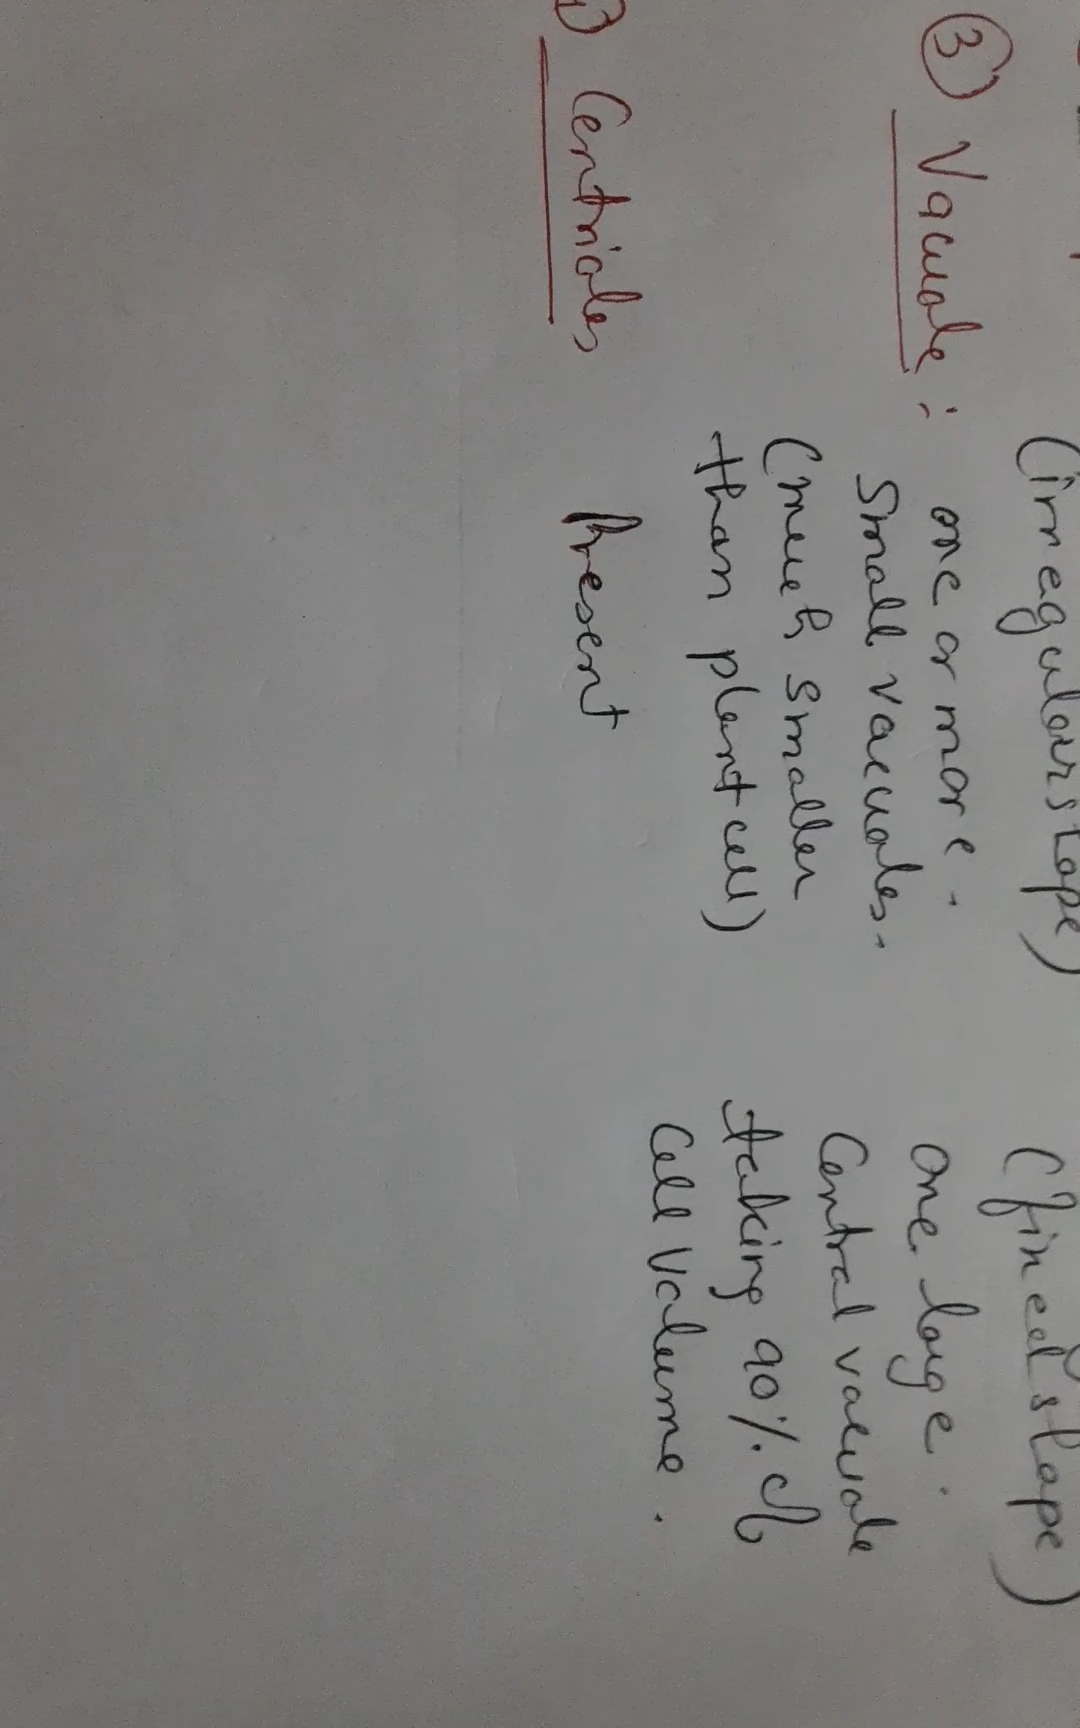 (irregular shape) (fixed shape)
③ Vacuole : one or more. one large.
small vacuoles. Central vacuole
(much smaller taking 90% of
than plant cell) Cell volume.
Centrioles Present